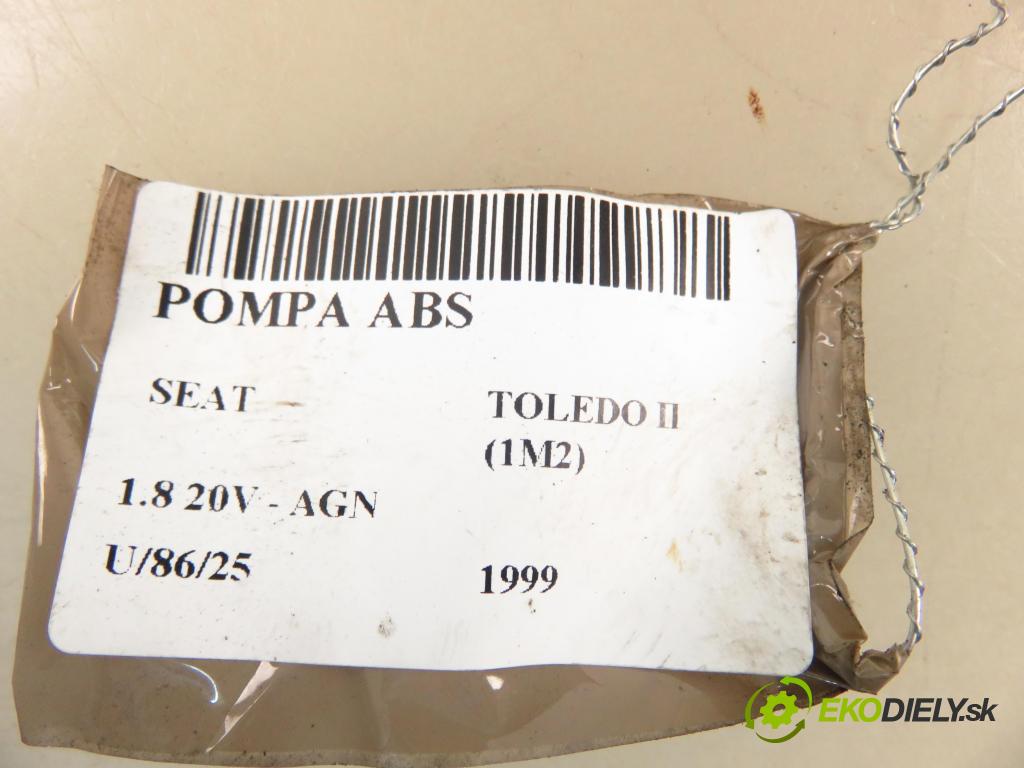 POMPA ABS
SEAT
TOLEDO II
(1M2)
1.8 20V - AGN
U/86/25
1999
EKODIELY.sk